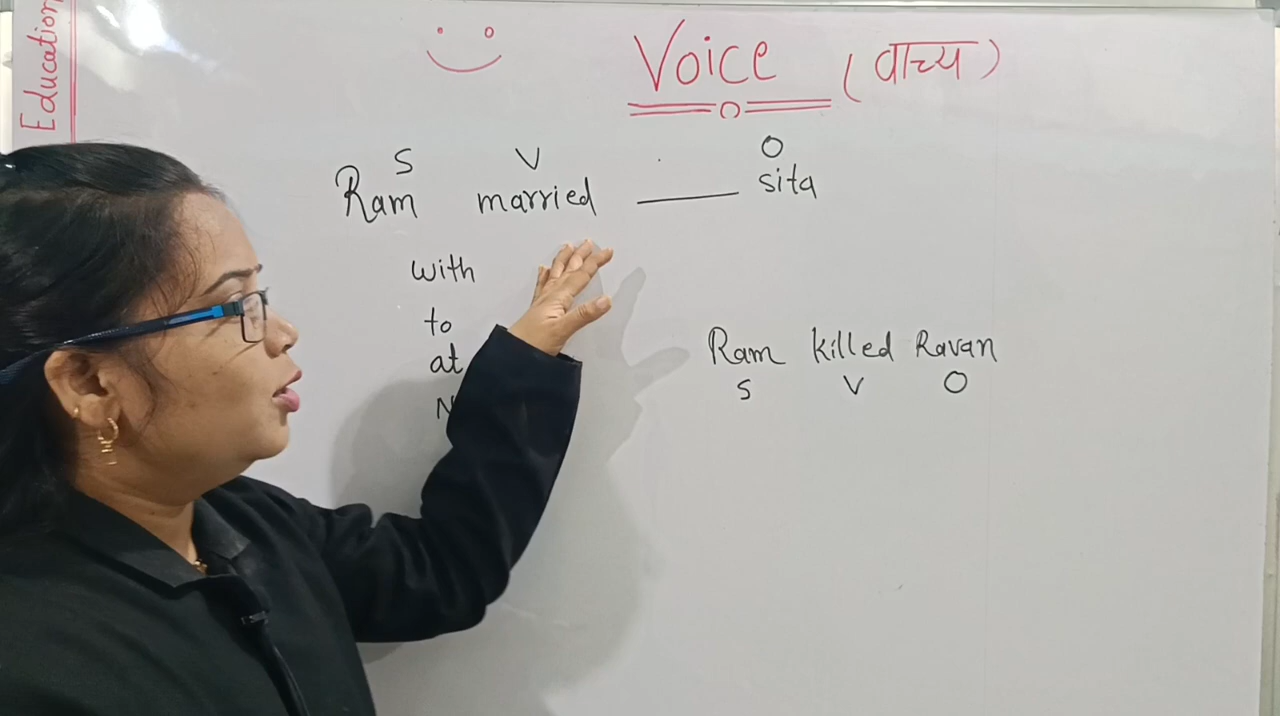 Education
Voice (वाच्य)
S V O
Ram married ____ sita
with
to
at
N
Ram killed Ravan
S V O